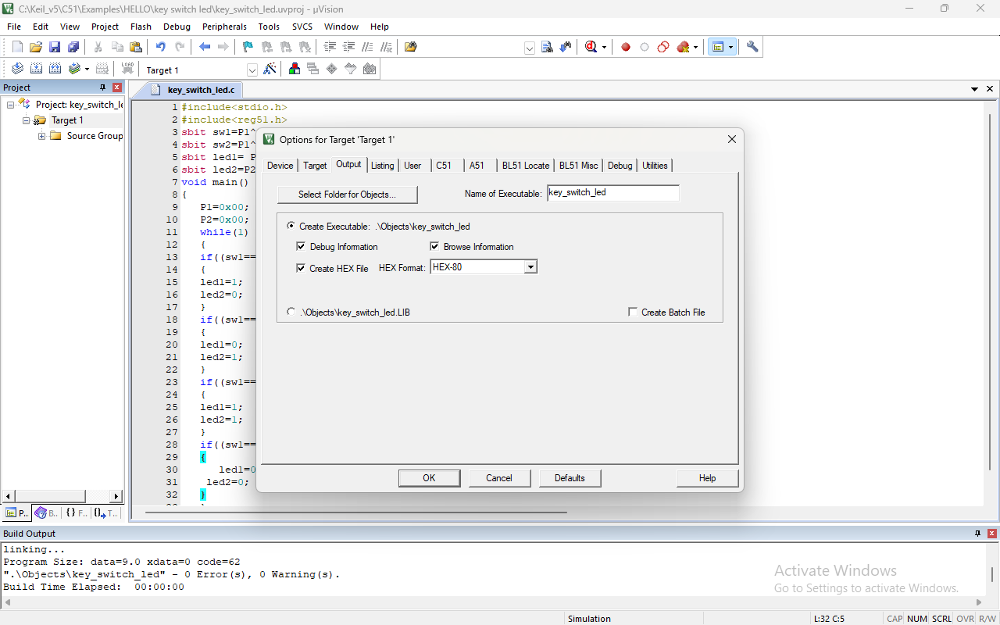 C:\Keil_v5\C51\Examples\HELLO\key switch led\key_switch_led.uvproj - µVision
File Edit View Project Flash Debug Peripherals Tools SVCS Window Help
LOAD
Target 1
Project
key_switch_led.c
Project: key_switch_le
Target 1
Source Group
1 #include<stdio.h>
2 #include<reg51.h>
3 sbit sw1=P1^
4 sbit sw2=P1^
5 sbit led1= P
6 sbit led2=P2
7 void main()
8 {
9 P1=0x00;
10 P2=0x00;
11 while(1)
12 {
13 if((sw1==
14 {
15 led1=1;
16 led2=0;
17 }
18 if((sw1==
19 {
20 led1=0;
21 led2=1;
22 }
23 if((sw1==
24 {
25 led1=1;
26 led2=1;
27 }
28 if((sw1==
29 {
30 led1=0
31 led2=0;
32 }
Options for Target 'Target 1'
Device Target Output Listing User C51 A51 BL51 Locate BL51 Misc Debug Utilities
Select Folder for Objects...
Name of Executable: key_switch_led
Create Executable: .\Objects\key_switch_led
Debug Information
Browse Information
Create HEX File
HEX Format: HEX-80
.\Objects\key_switch_led.LIB
Create Batch File
OK Cancel Defaults Help
P.. B.. {} F.. T..
Build Output
linking...
Program Size: data=9.0 xdata=0 code=62
".\Objects\key_switch_led" - 0 Error(s), 0 Warning(s).
Build Time Elapsed: 00:00:00
Activate Windows
Go to Settings to activate Windows.
Simulation
L:32 C:5
CAP NUM SCRL OVR R/W